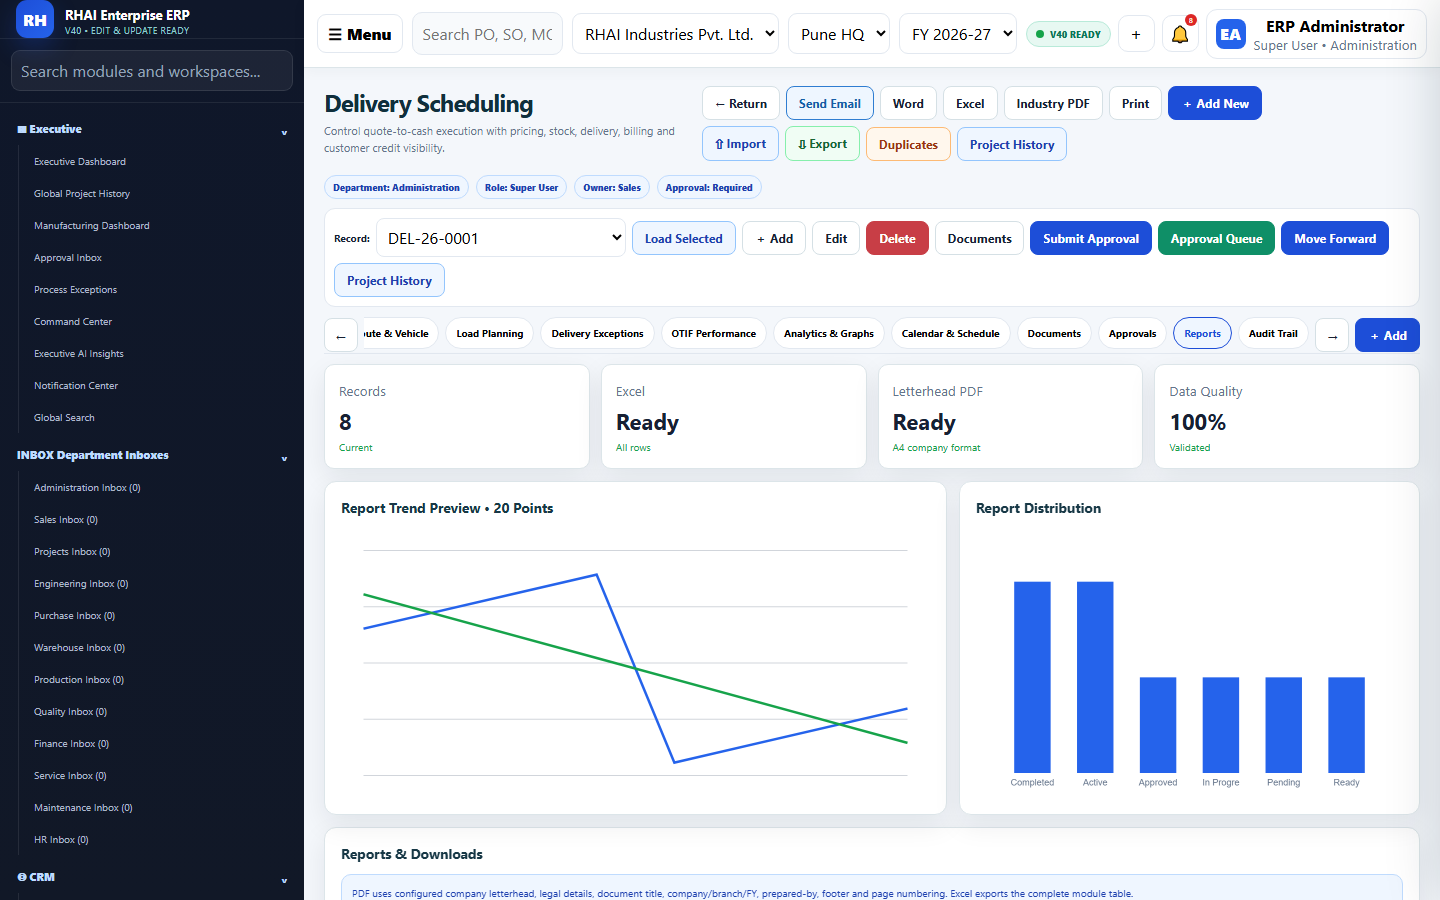 RH
RHAI Enterprise ERP
V40 • EDIT & UPDATE READY
Search modules and workspaces...
Executive
Executive Dashboard
Global Project History
Manufacturing Dashboard
Approval Inbox
Process Exceptions
Command Center
Executive AI Insights
Notification Center
Global Search
INBOX Department Inboxes
Administration Inbox (0)
Sales Inbox (0)
Projects Inbox (0)
Engineering Inbox (0)
Purchase Inbox (0)
Warehouse Inbox (0)
Production Inbox (0)
Quality Inbox (0)
Finance Inbox (0)
Service Inbox (0)
Maintenance Inbox (0)
HR Inbox (0)
CRM
☰ Menu
Search PO, SO, MO
RHAI Industries Pvt. Ltd.
Pune HQ
FY 2026-27
V40 READY
+
8
EA
ERP Administrator
Super User • Administration
Delivery Scheduling
Control quote-to-cash execution with pricing, stock, delivery, billing and
customer credit visibility.
← Return
Send Email
Word
Excel
Industry PDF
Print
+ Add New
⇧ Import
⇩ Export
Duplicates
Project History
Department: Administration
Role: Super User
Owner: Sales
Approval: Required
Record:
DEL-26-0001
Load Selected
+ Add
Edit
Delete
Documents
Submit Approval
Approval Queue
Move Forward
Project History
←
ute & Vehicle
Load Planning
Delivery Exceptions
OTIF Performance
Analytics & Graphs
Calendar & Schedule
Documents
Approvals
Reports
Audit Trail
→
+ Add
Records
8
Current
Excel
Ready
All rows
Letterhead PDF
Ready
A4 company format
Data Quality
100%
Validated
Report Trend Preview • 20 Points
Report Distribution
Completed
Active
Approved
In Progre
Pending
Ready
Reports & Downloads
PDF uses configured company letterhead, legal details, document title, company/branch/FY, prepared-by, footer and page numbering. Excel exports the complete module table.